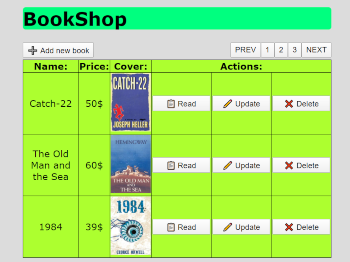 BookShop
Add new book
PREV 1 2 3 NEXT
Name: Price: Cover: Actions:
Catch-22 50$ Read Update Delete
CATCH-22
JOSEPH HELLER
The Old
Man and
the Sea
60$ Read Update Delete
HEMINGWAY
THE OLD MAN
AND
THE SEA
1984 39$ Read Update Delete
1984
GEORGE ORWELL